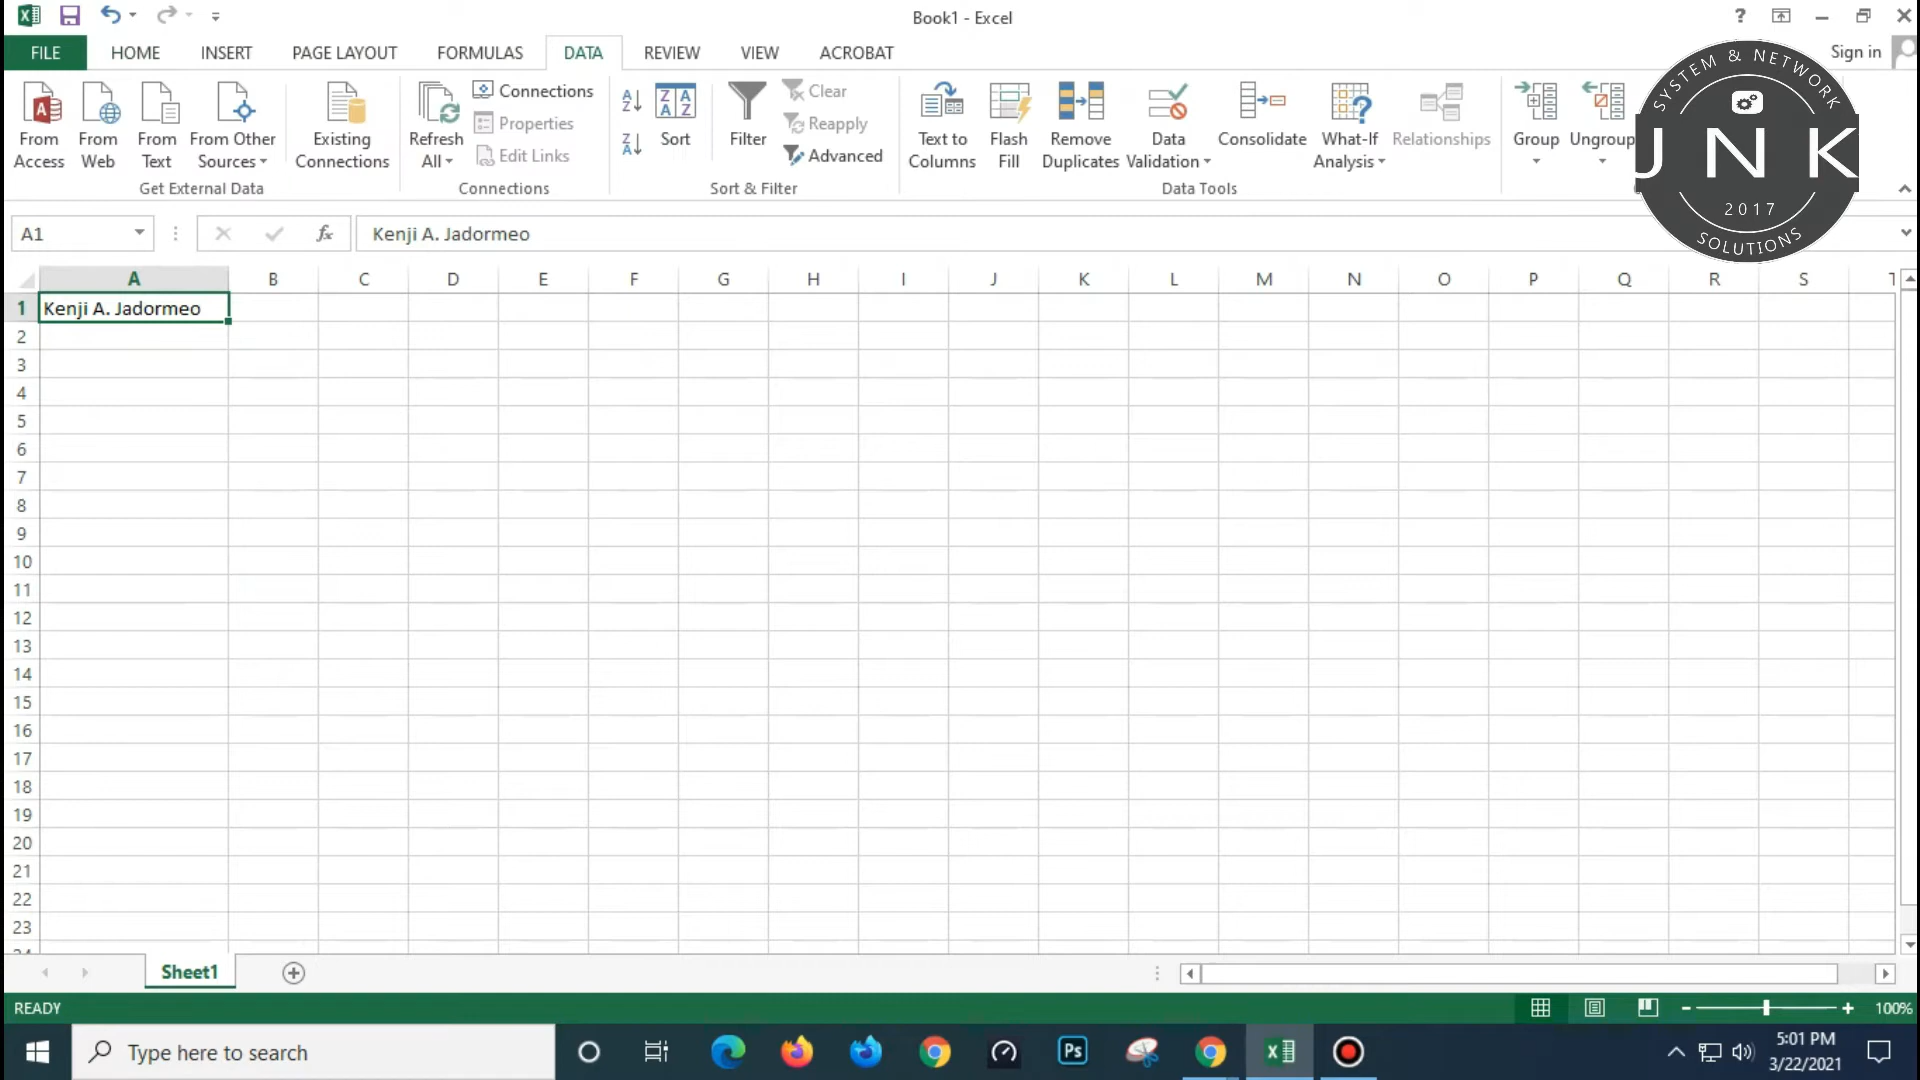 Book1 - Excel
?
FILE HOME INSERT PAGE LAYOUT FORMULAS DATA REVIEW VIEW ACROBAT Sign in
From Access
From Web
From Text
From Other Sources
Existing Connections
Get External Data
Refresh All
Connections
Properties
Edit Links
Connections
Sort
Filter
Clear
Reapply
Advanced
Sort & Filter
Text to Columns
Flash Fill
Remove Duplicates
Data Validation
Consolidate
What-If Analysis
Relationships
Data Tools
Group
Ungroup
SYSTEM & NETWORK
JNK
2017
SOLUTIONS
A1 fx Kenji A. Jadormeo
A B C D E F G H I J K L M N O P Q R S T
1 Kenji A. Jadormeo
2
3
4
5
6
7
8
9
10
11
12
13
14
15
16
17
18
19
20
21
22
23
Sheet1
READY 100%
Type here to search
Ps
5:01 PM
3/22/2021